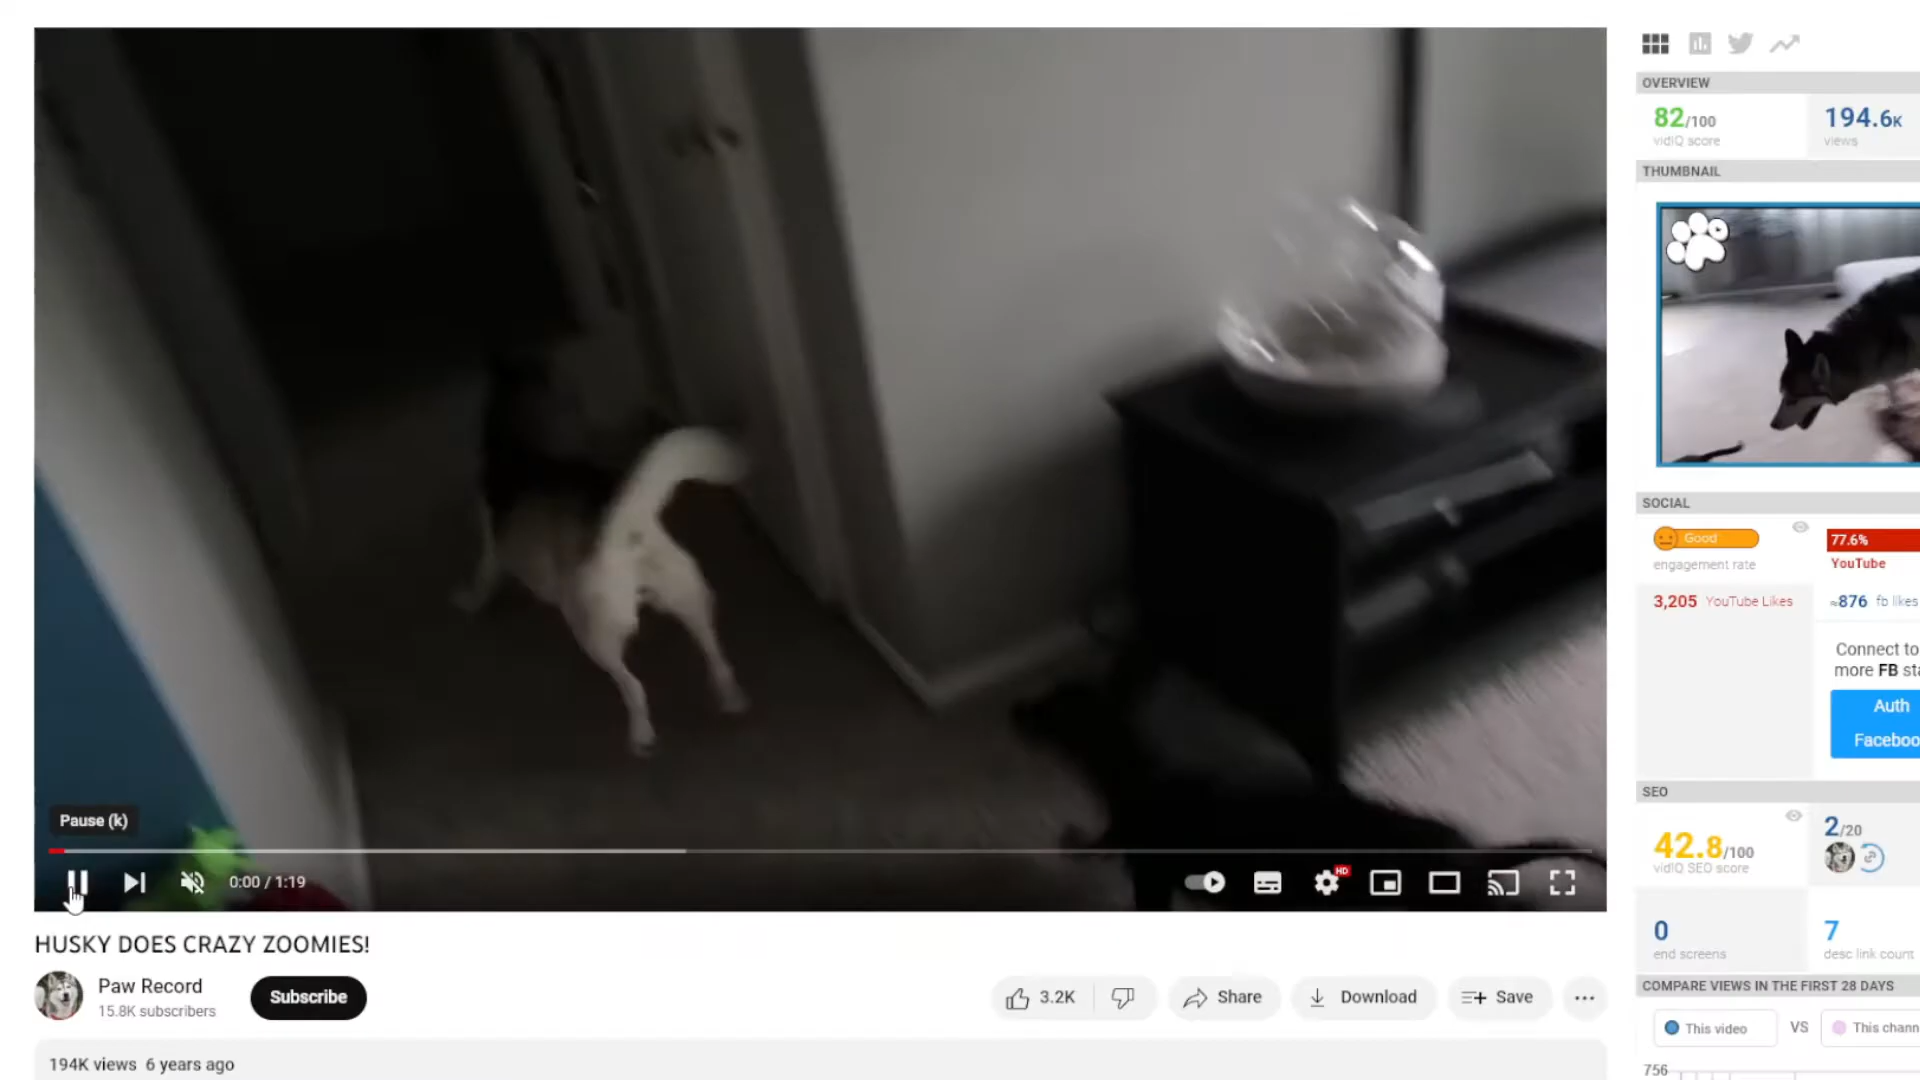 Pause (k)
0:00 / 1:19
HD
HUSKY DOES CRAZY ZOOMIES!
Paw Record
15.8K subscribers
Subscribe
3.2K
Share
Download
Save
194K views 6 years ago
OVERVIEW
82/100
vidIQ score
194.6K
views
THUMBNAIL
SOCIAL
Good
engagement rate
77.6%
YouTube
3,205 YouTube Likes
≈876 fb likes
Connect to
more FB sta
Auth
Faceboo
SEO
42.8/100
vidIQ SEO score
2/20
0
end screens
7
desc link count
COMPARE VIEWS IN THE FIRST 28 DAYS
This video
VS
This chann
756